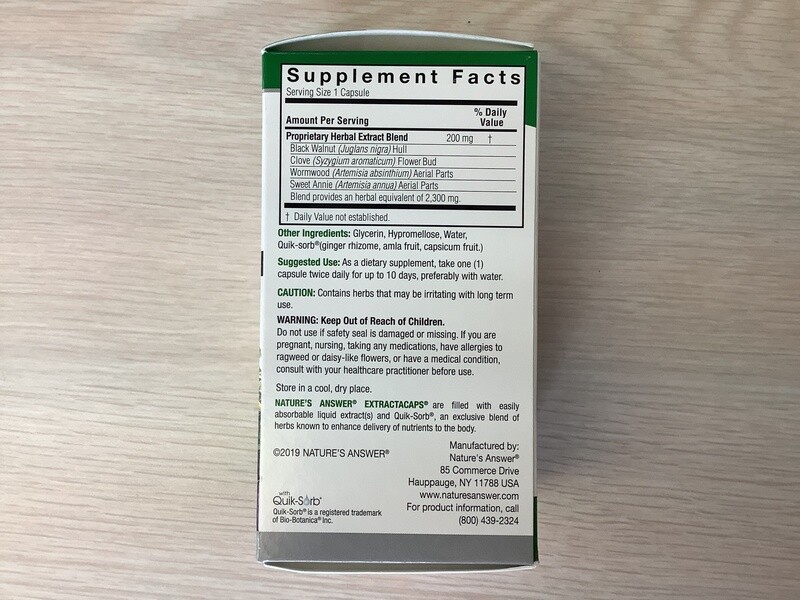 Supplement Facts
Serving Size 1 Capsule
% Daily
Amount Per Serving Value
Proprietary Herbal Extract Blend 200 mg †
Black Walnut (Juglans nigra) Hull
Clove (Syzygium aromaticum) Flower Bud
Wormwood (Artemisia absinthium) Aerial Parts
Sweet Annie (Artemisia annua) Aerial Parts
Blend provides an herbal equivalent of 2,300 mg.
† Daily Value not established.
Other Ingredients: Glycerin, Hypromellose, Water,
Quik-sorb®(ginger rhizome, amla fruit, capsicum fruit.)
Suggested Use: As a dietary supplement, take one (1)
capsule twice daily for up to 10 days, preferably with water.
CAUTION: Contains herbs that may be irritating with long term
use.
WARNING: Keep Out of Reach of Children.
Do not use if safety seal is damaged or missing. If you are
pregnant, nursing, taking any medications, have allergies to
ragweed or daisy-like flowers, or have a medical condition,
consult with your healthcare practitioner before use.
Store in a cool, dry place.
NATURE'S ANSWER® EXTRACTACAPS® are filled with easily
absorbable liquid extract(s) and Quik-Sorb®, an exclusive blend of
herbs known to enhance delivery of nutrients to the body.
©2019 NATURE'S ANSWER®
Manufactured by:
Nature's Answer®
85 Commerce Drive
Hauppauge, NY 11788 USA
www.naturesanswer.com
For product information, call
(800) 439-2324
with
Quik-Sorb®
Quik-Sorb® is a registered trademark
of Bio-Botanica® Inc.